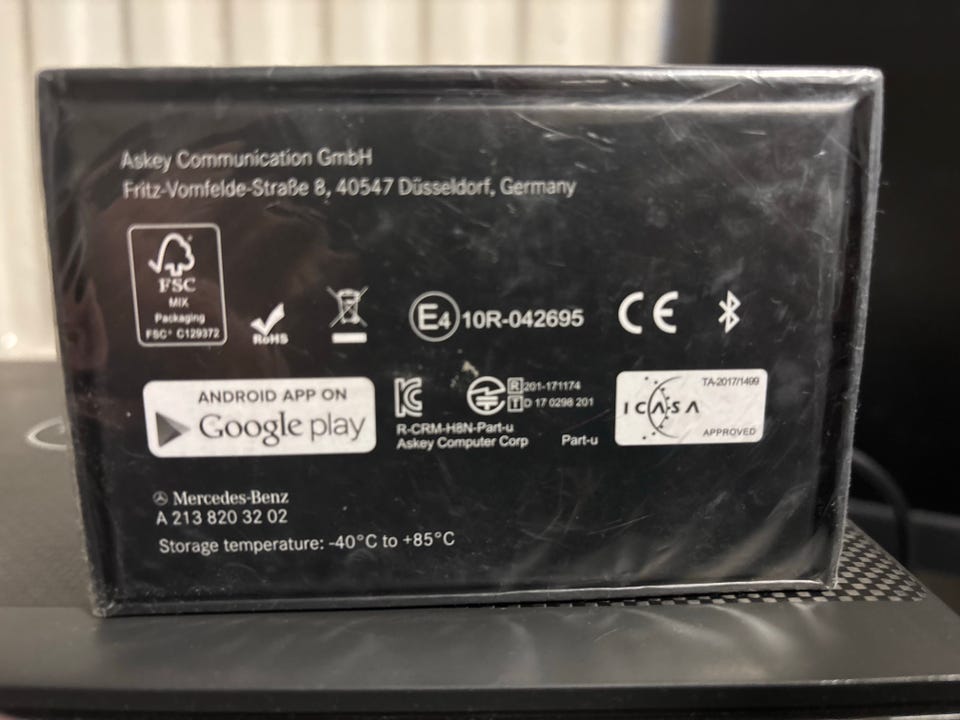 Askey Communication GmbH
Fritz-Vomfelde-Straße 8, 40547 Düsseldorf, Germany
FSC
MIX
Packaging
FSC® C129372
RoHS
E4 10R-042695
CE
ANDROID APP ON
Google play
R 201-171174
T D 17 0298 201
R-CRM-H8N-Part-u
Askey Computer Corp
Part-u
TA-2017/1499
ICASA
APPROVED
Mercedes-Benz
A 213 820 32 02
Storage temperature: -40°C to +85°C